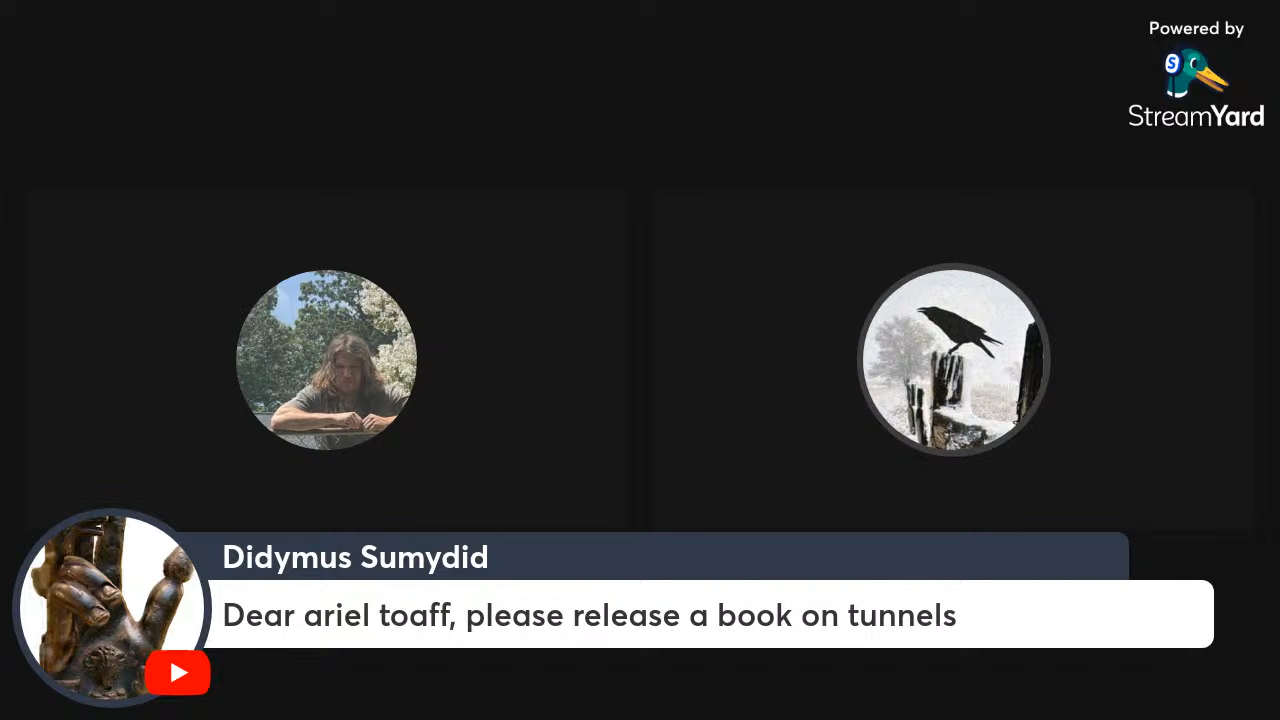 Powered by
StreamYard
Didymus Sumydid
Dear ariel toaff, please release a book on tunnels